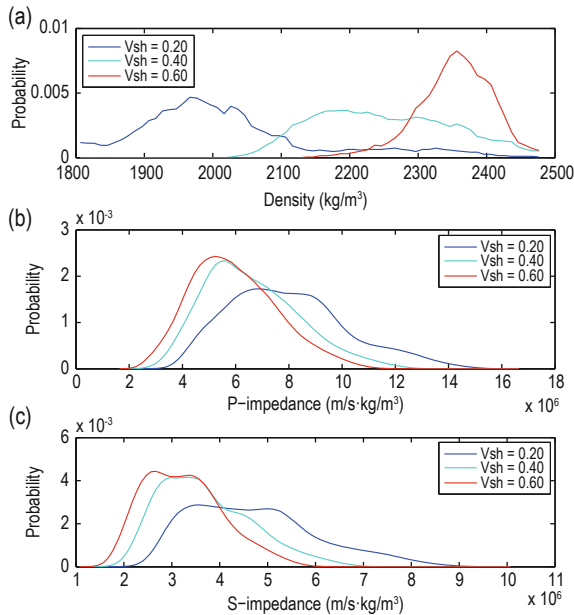 (a)
0.01
0.005
0
Probability
Vsh = 0.20
Vsh = 0.40
Vsh = 0.60
1800 1900 2000 2100 2200 2300 2400 2500
Density (kg/m³)
(b)
x 10⁻³
3
2
1
0
Probability
Vsh = 0.20
Vsh = 0.40
Vsh = 0.60
0 2 4 6 8 10 12 14 16 18
P-impedance (m/s·kg/m³)
x 10⁶
(c)
x 10⁻³
6
4
2
0
Probability
Vsh = 0.20
Vsh = 0.40
Vsh = 0.60
1 2 3 4 5 6 7 8 9 10 11
S-impedance (m/s·kg/m³)
x 10⁶